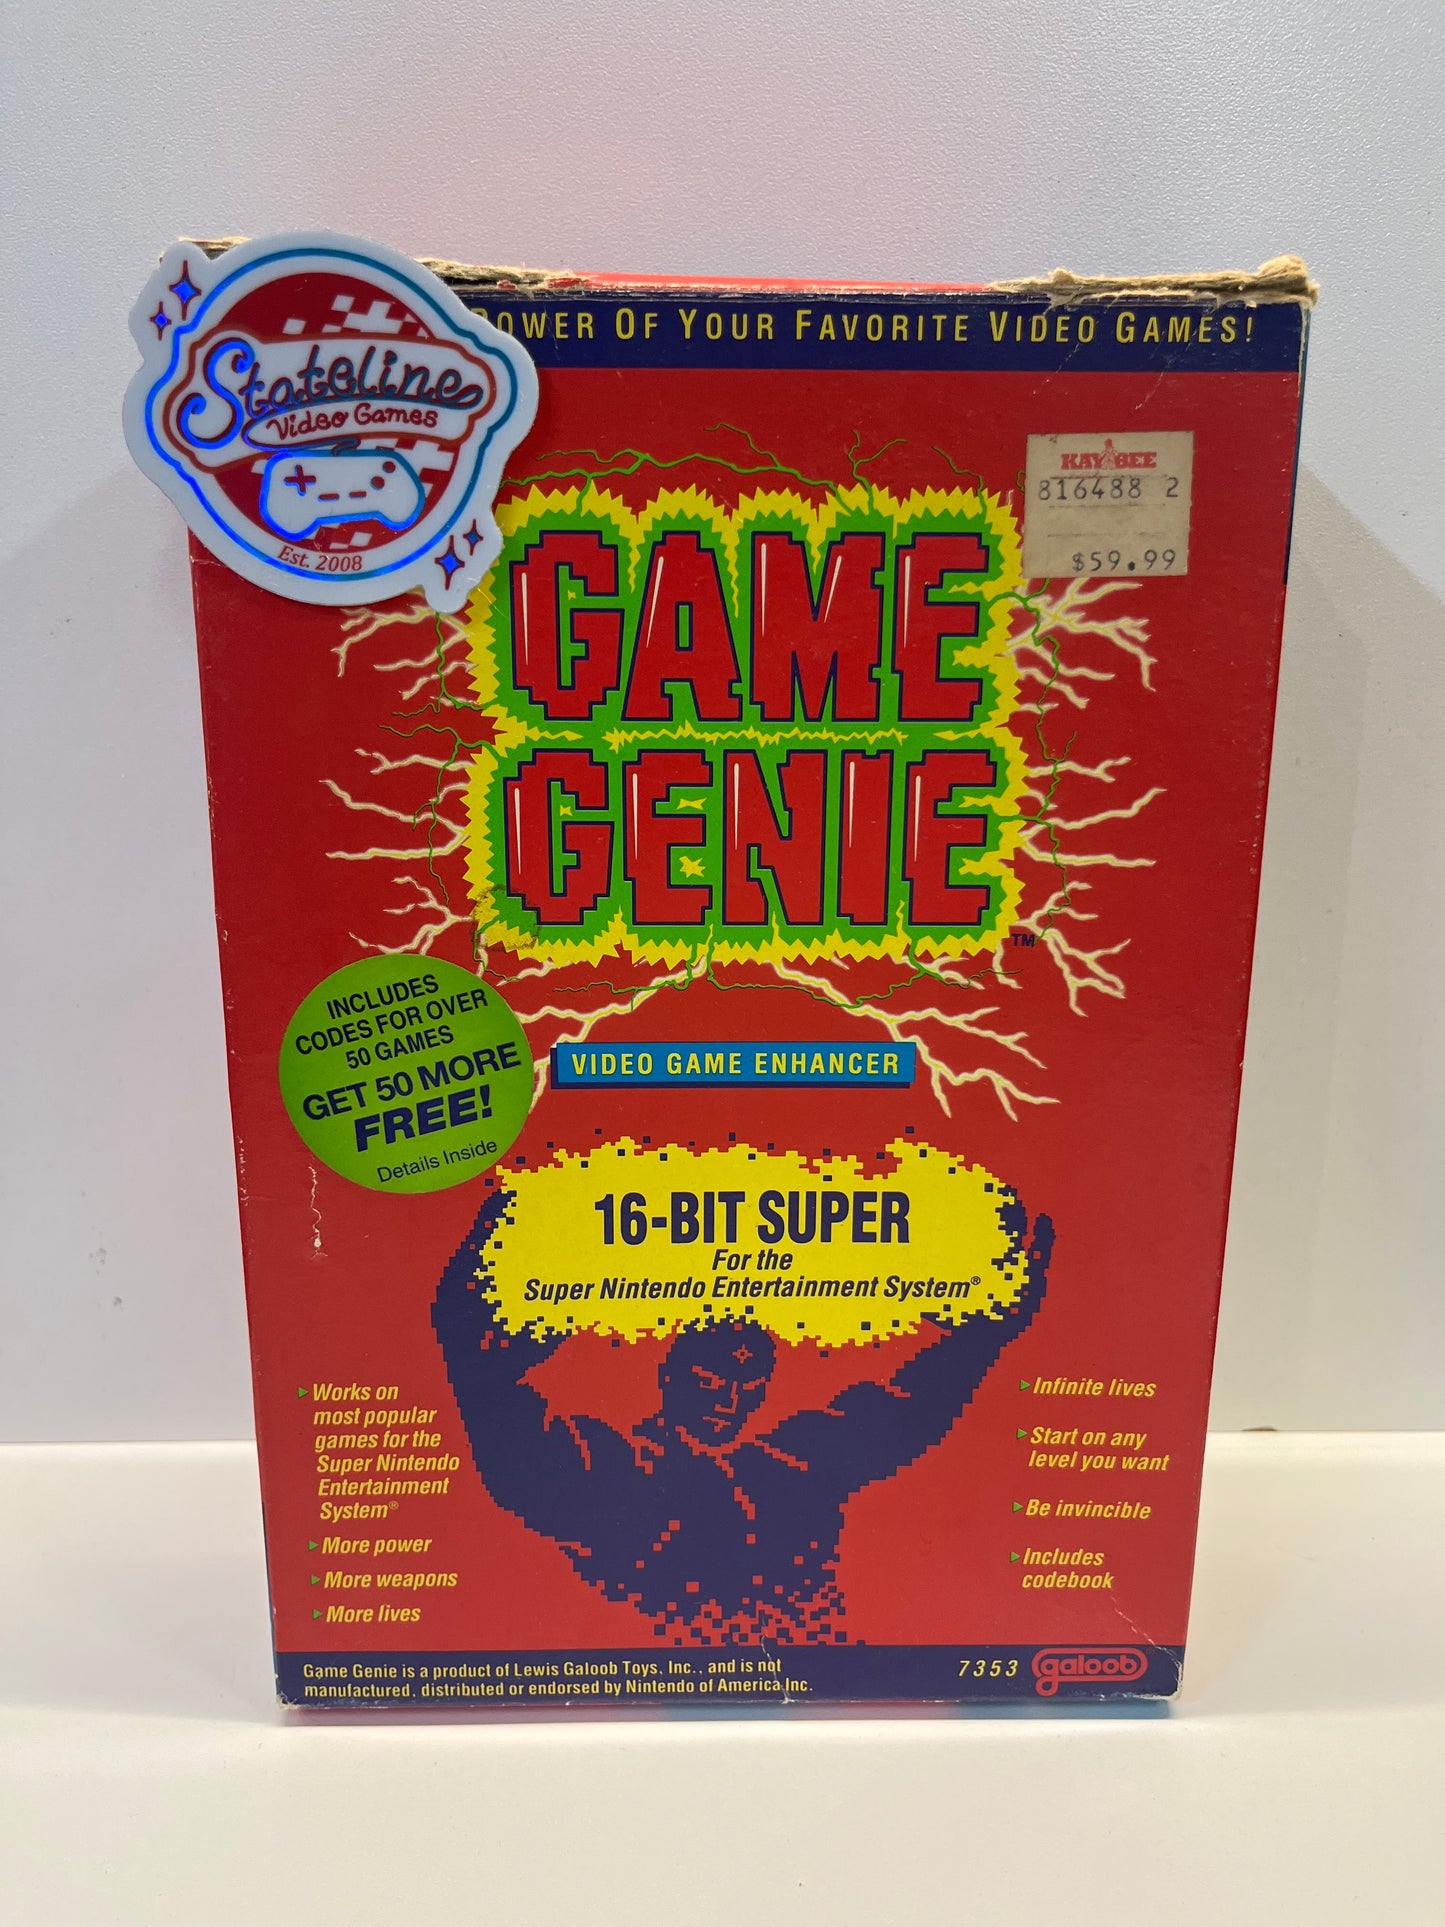 POWER OF YOUR FAVORITE VIDEO GAMES!
Stateline
Video Games
Est. 2008
KAY BEE
816488 2
$59.99
GAME
GENIE™
INCLUDES
CODES FOR OVER
50 GAMES
GET 50 MORE
FREE!
Details Inside
VIDEO GAME ENHANCER
16-BIT SUPER
For the
Super Nintendo Entertainment System®
Works on
most popular
games for the
Super Nintendo
Entertainment
System®
More power
More weapons
More lives
Infinite lives
Start on any
level you want
Be invincible
Includes
codebook
Game Genie is a product of Lewis Galoob Toys, Inc., and is not
manufactured, distributed or endorsed by Nintendo of America Inc.
7353
galoob